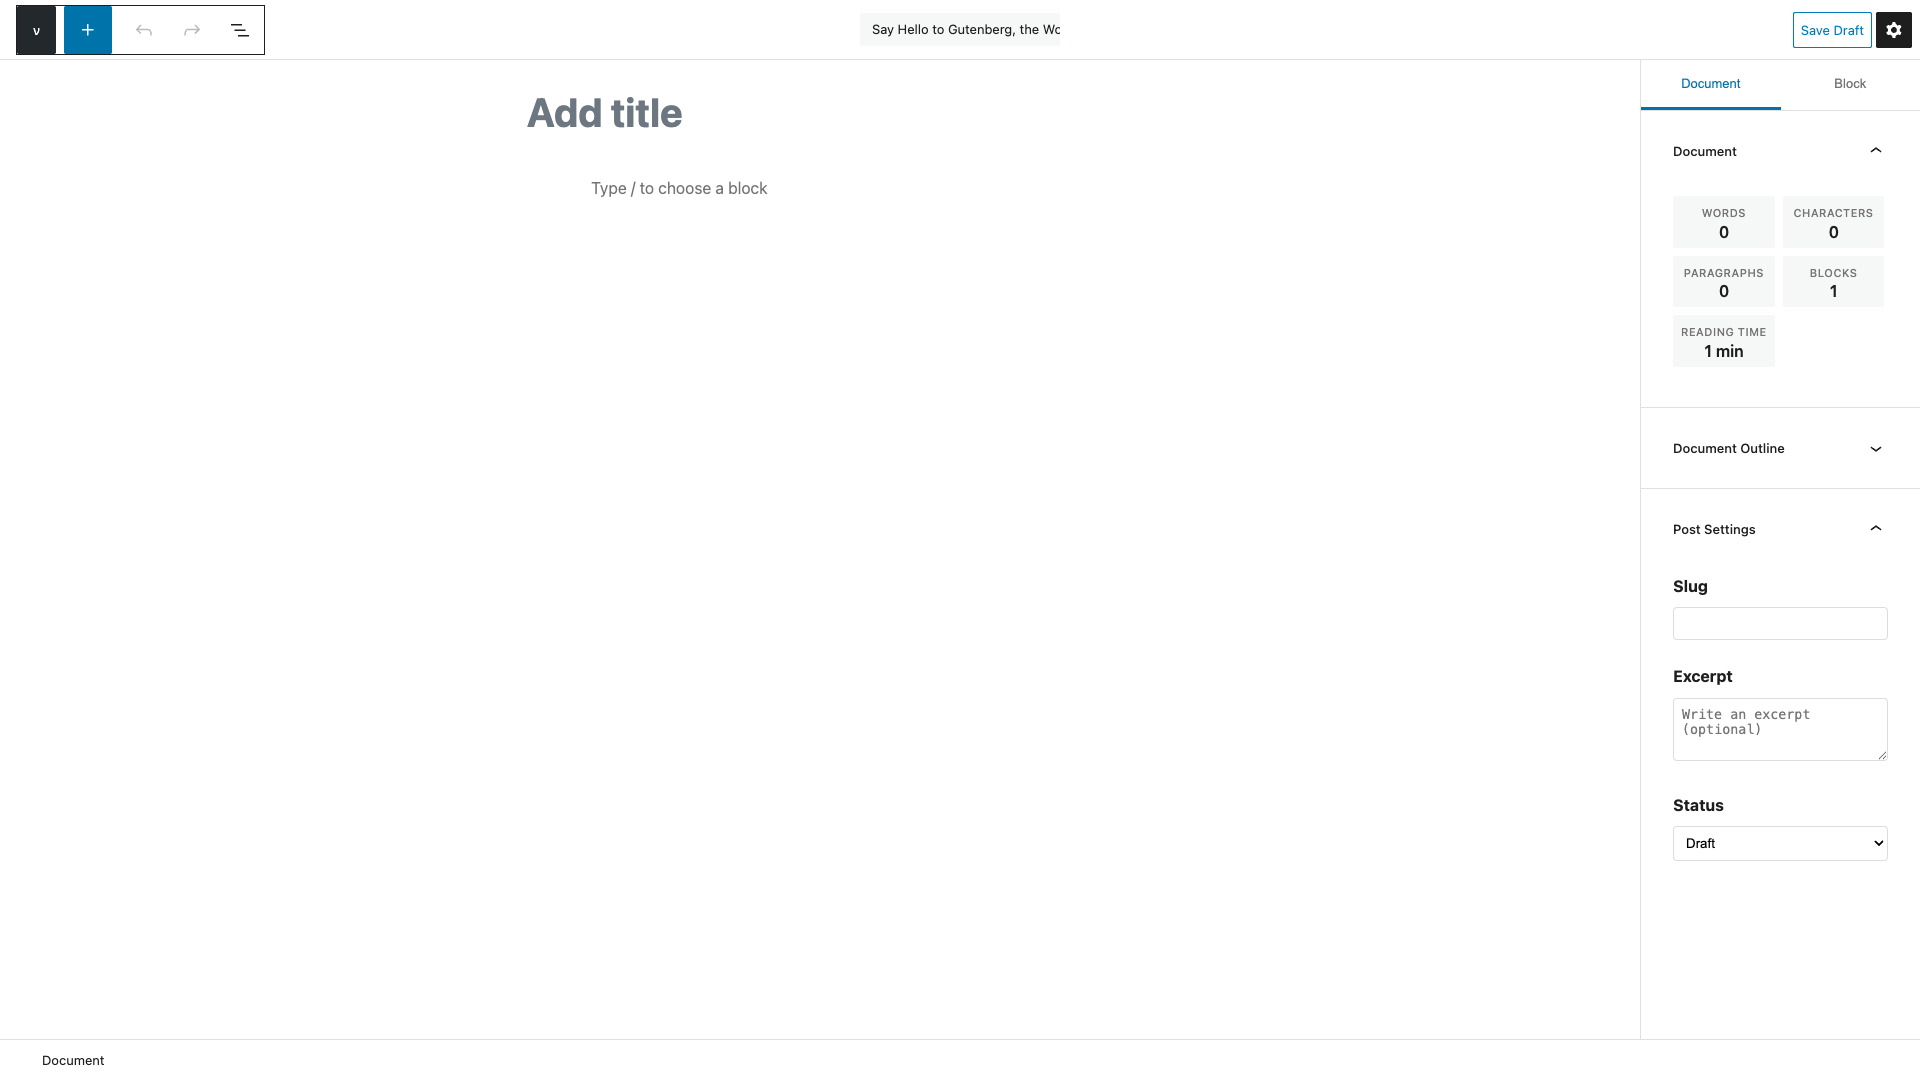 v
Say Hello to Gutenberg, the Wo
Save Draft
Add title
Type / to choose a block
Document
Block
Document
WORDS
0
CHARACTERS
0
PARAGRAPHS
0
BLOCKS
1
READING TIME
1 min
Document Outline
Post Settings
Slug
Excerpt
Write an excerpt
(optional)
Status
Draft
Document